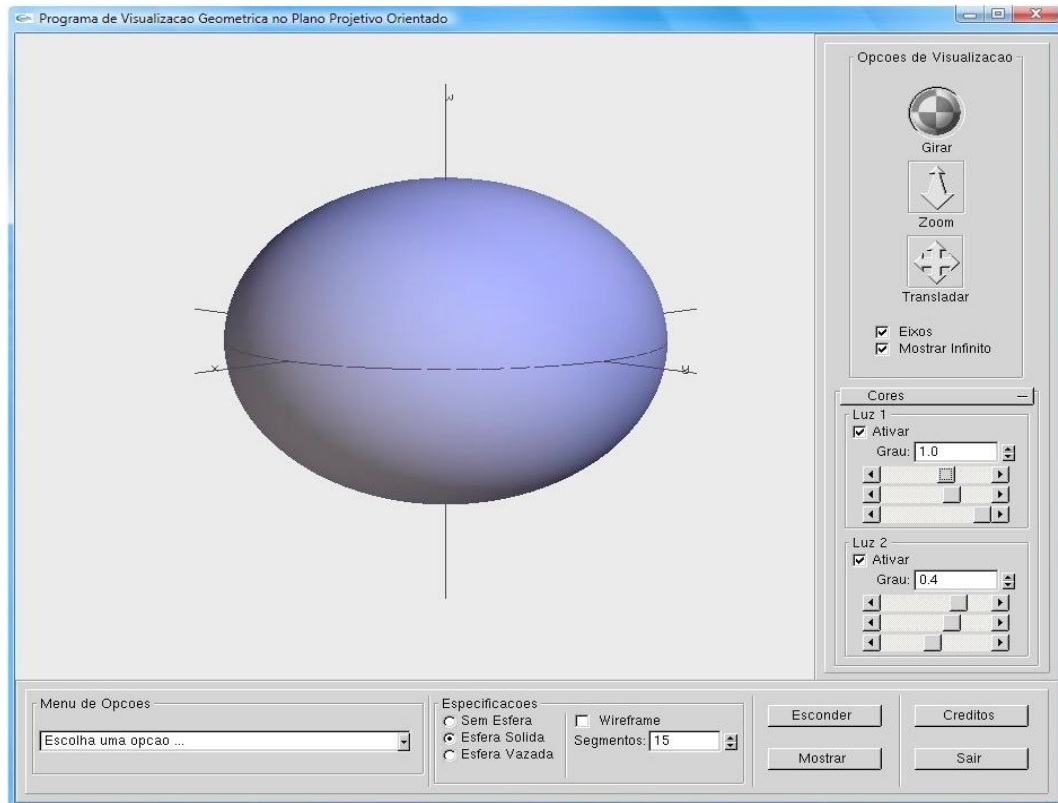 Programa de Visualizacao Geometrica no Plano Projetivo Orientado
w
x
y
Opcoes de Visualizacao
Girar
Zoom
Transladar
Eixos
Mostrar Infinito
Cores
Luz 1
Ativar
Grau: 1.0
Luz 2
Ativar
Grau: 0.4
Menu de Opcoes
Escolha uma opcao ...
Especificacoes
Sem Esfera
Esfera Solida
Esfera Vazada
Wireframe
Segmentos: 15
Esconder
Mostrar
Creditos
Sair